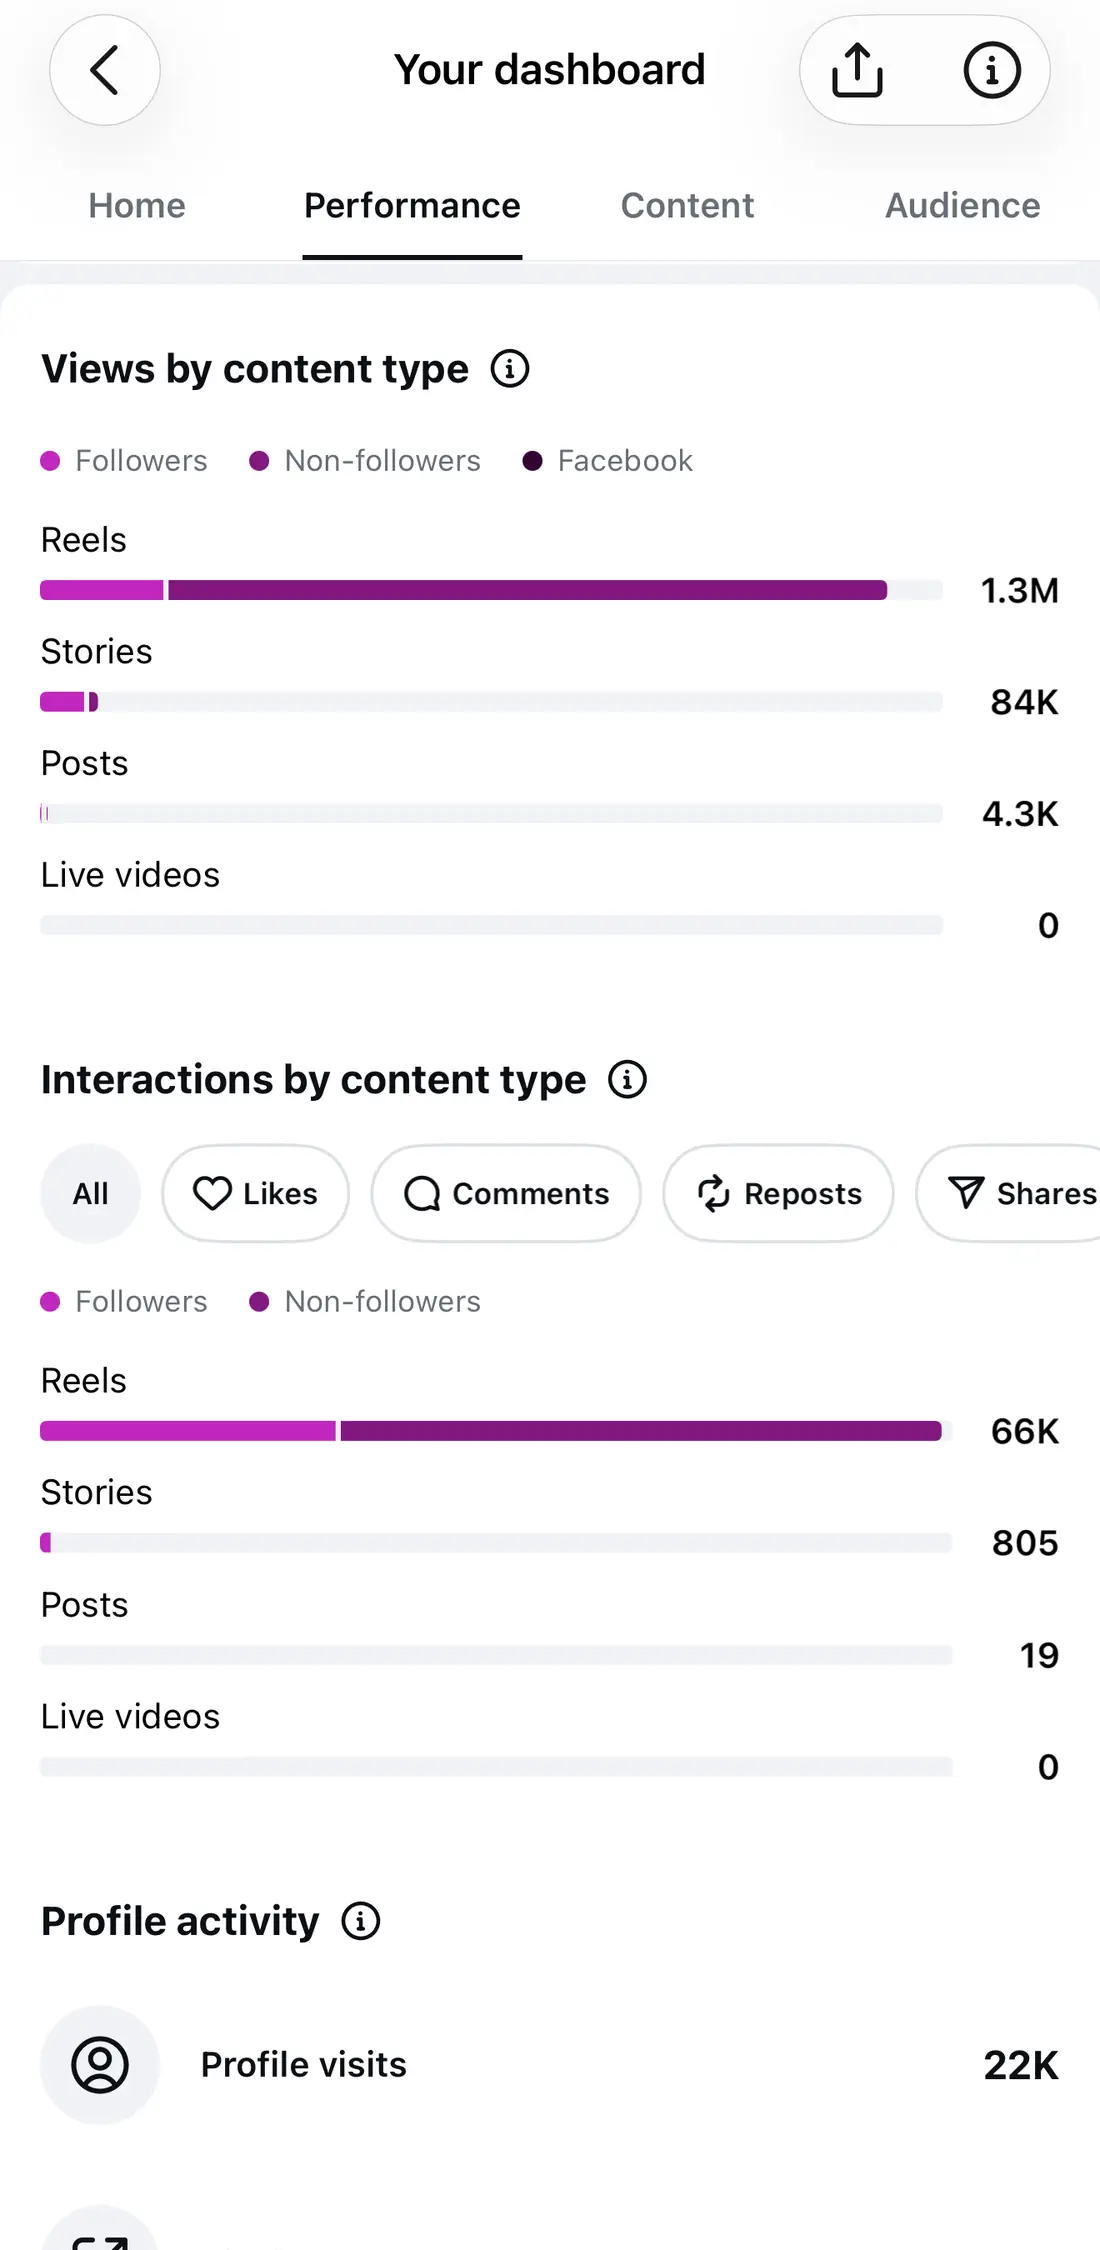 Your dashboard
Home Performance Content Audience
Views by content type
Followers Non-followers Facebook
Reels
1.3M
Stories
84K
Posts
4.3K
Live videos
0
Interactions by content type
All Likes Comments Reposts Shares
Followers Non-followers
Reels
66K
Stories
805
Posts
19
Live videos
0
Profile activity
Profile visits 22K